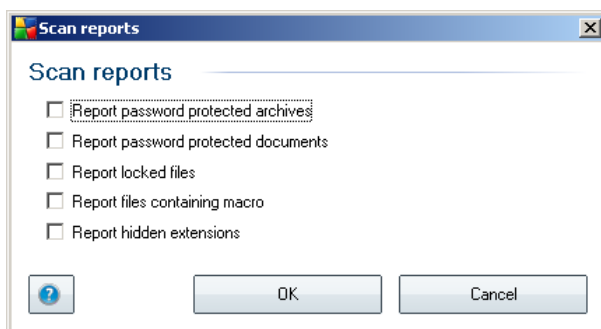 Scan reports
Scan reports
Report password protected archives
Report password protected documents
Report locked files
Report files containing macro
Report hidden extensions
? OK Cancel